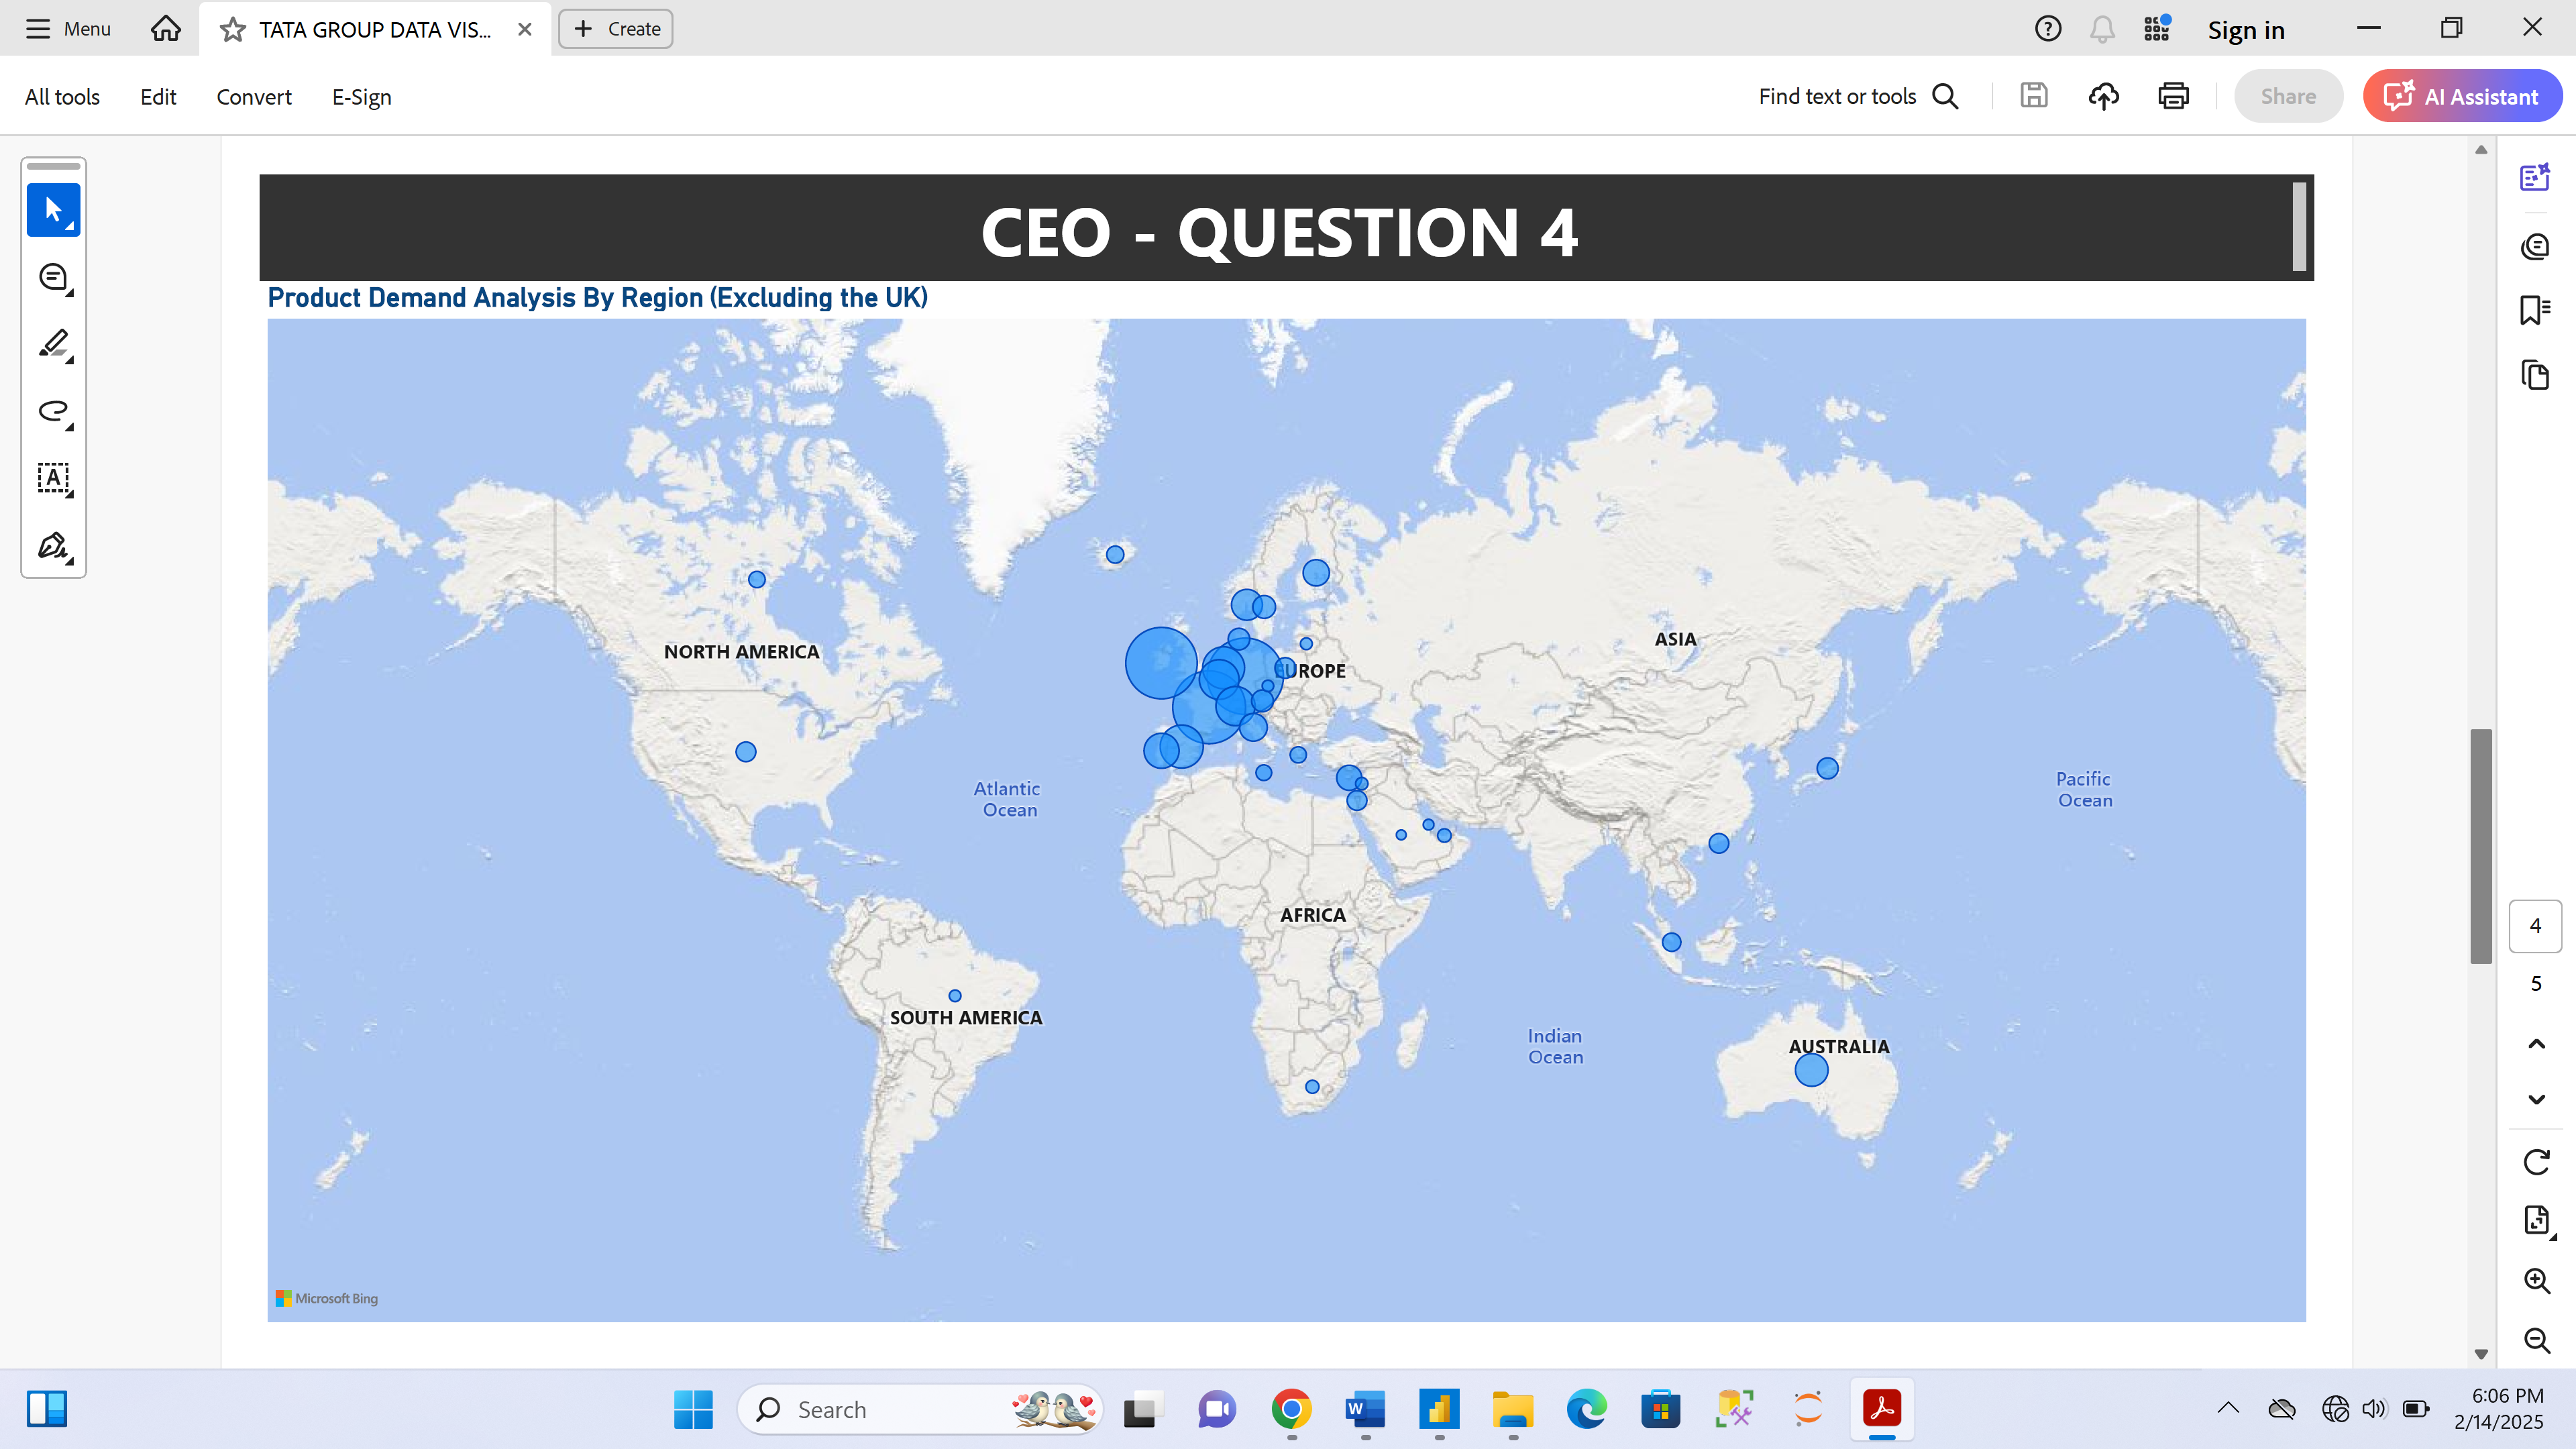 Menu
TATA GROUP DATA VIS...
Create
Sign in
All tools
Edit
Convert
E-Sign
Find text or tools
Share
AI Assistant
CEO - QUESTION 4
Product Demand Analysis By Region (Excluding the UK)
NORTH AMERICA
ASIA
EUROPE
Atlantic
Ocean
Pacific
Ocean
AFRICA
SOUTH AMERICA
Indian
Ocean
AUSTRALIA
Microsoft Bing
4
5
Search
6:06 PM
2/14/2025